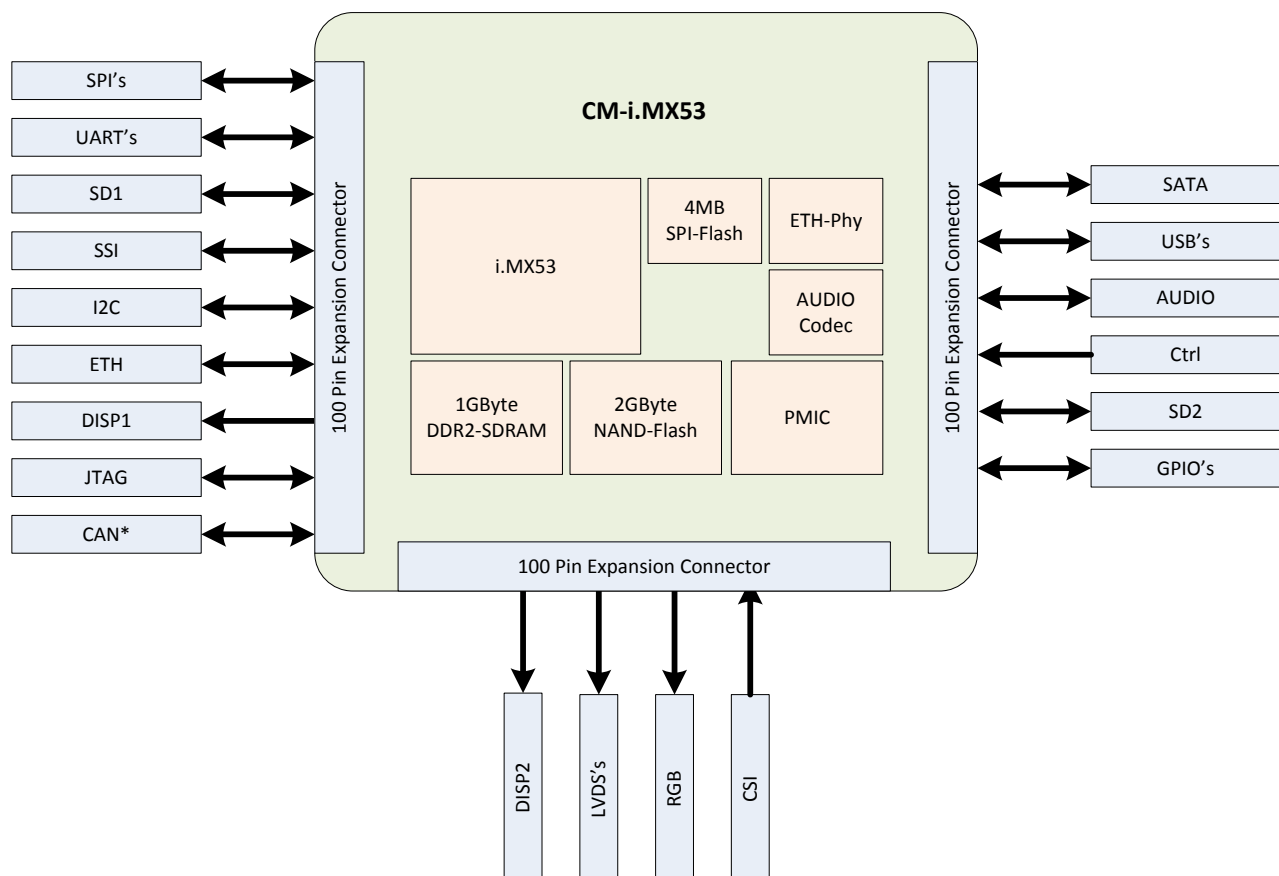 CM-i.MX53
SPI's
UART's
SD1
SSI
I2C
ETH
DISP1
JTAG
CAN*
100 Pin Expansion Connector
i.MX53
4MB
SPI-Flash
ETH-Phy
AUDIO
Codec
1GByte
DDR2-SDRAM
2GByte
NAND-Flash
PMIC
100 Pin Expansion Connector
SATA
USB's
AUDIO
Ctrl
SD2
GPIO's
100 Pin Expansion Connector
DISP2
LVDS's
RGB
CSI